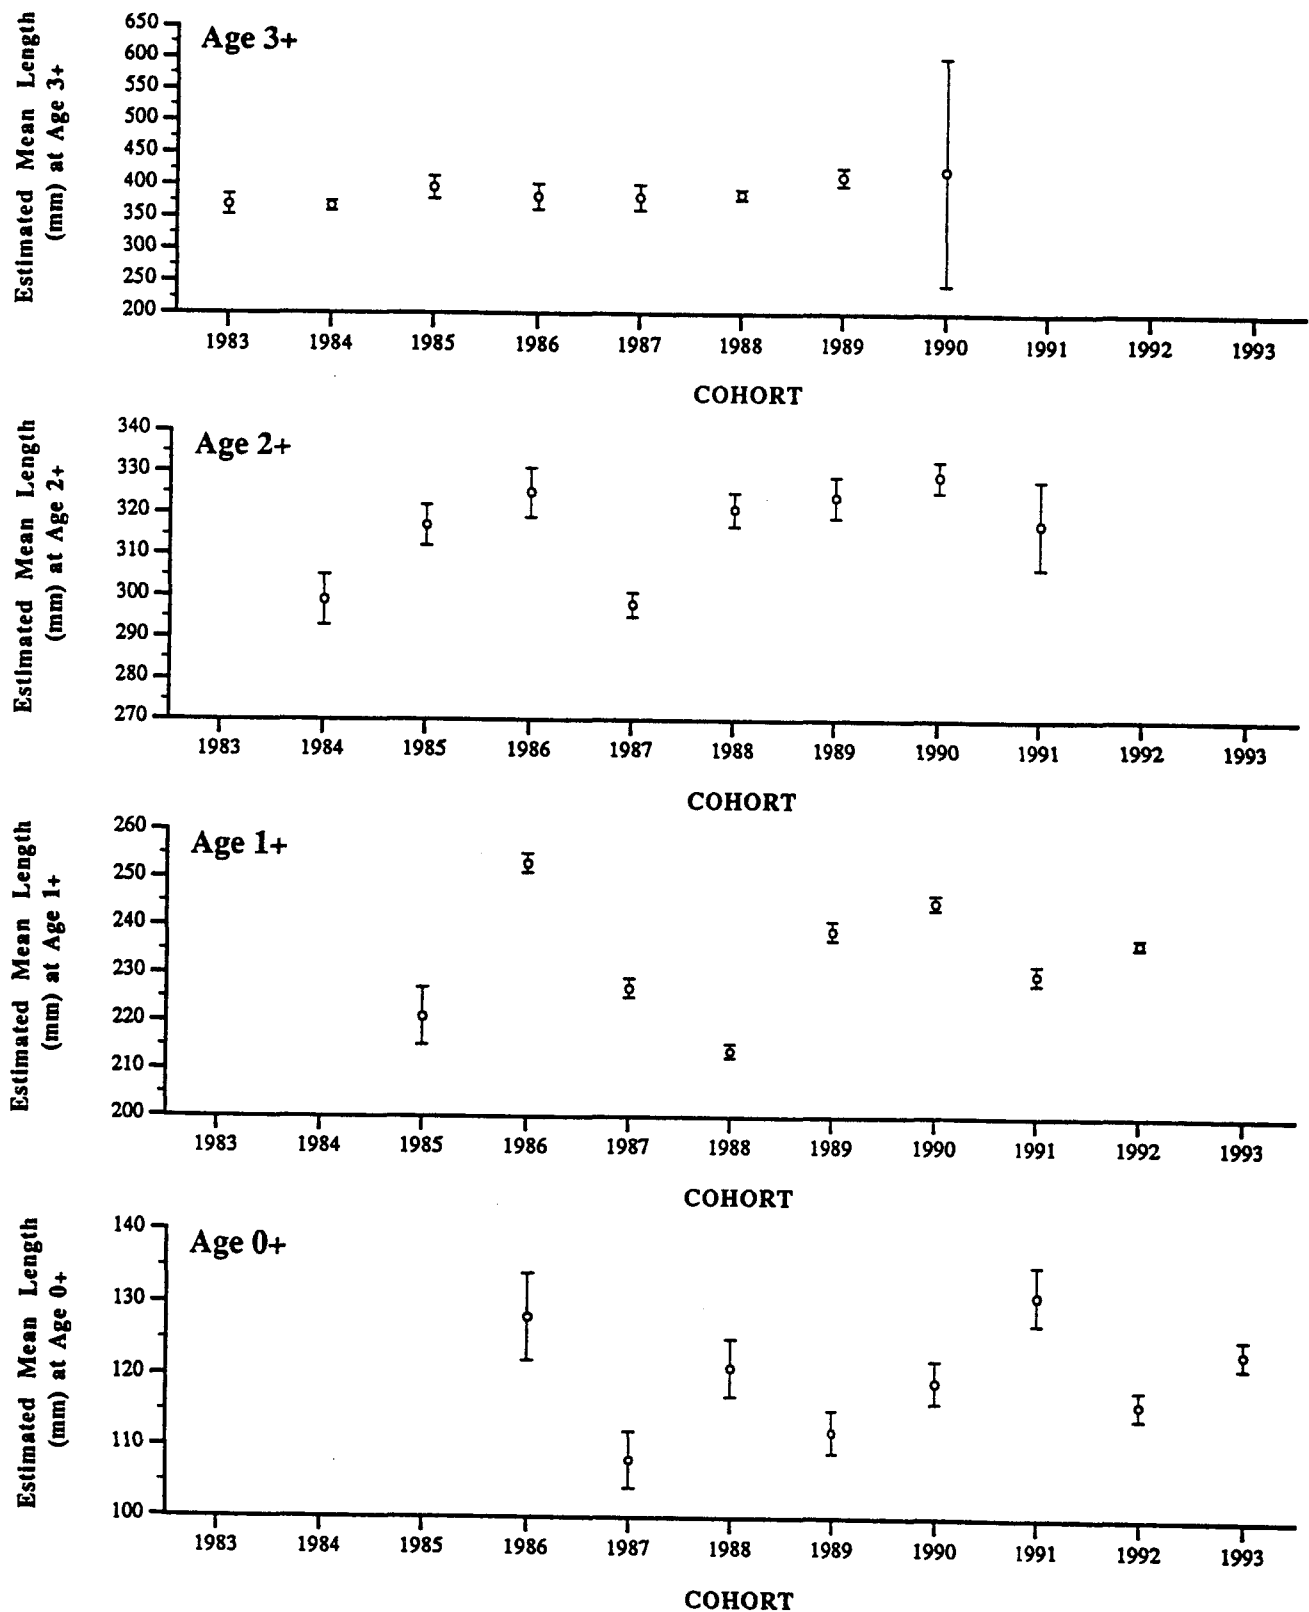 Age 3+
Estimated Mean Length
(mm) at Age 3+
650
600
550
500
450
400
350
300
250
200
1983 1984 1985 1986 1987 1988 1989 1990 1991 1992 1993
COHORT
Age 2+
Estimated Mean Length
(mm) at Age 2+
340
330
320
310
300
290
280
270
1983 1984 1985 1986 1987 1988 1989 1990 1991 1992 1993
COHORT
Age 1+
Estimated Mean Length
(mm) at Age 1+
260
250
240
230
220
210
200
1983 1984 1985 1986 1987 1988 1989 1990 1991 1992 1993
COHORT
Age 0+
Estimated Mean Length
(mm) at Age 0+
140
130
120
110
100
1983 1984 1985 1986 1987 1988 1989 1990 1991 1992 1993
COHORT